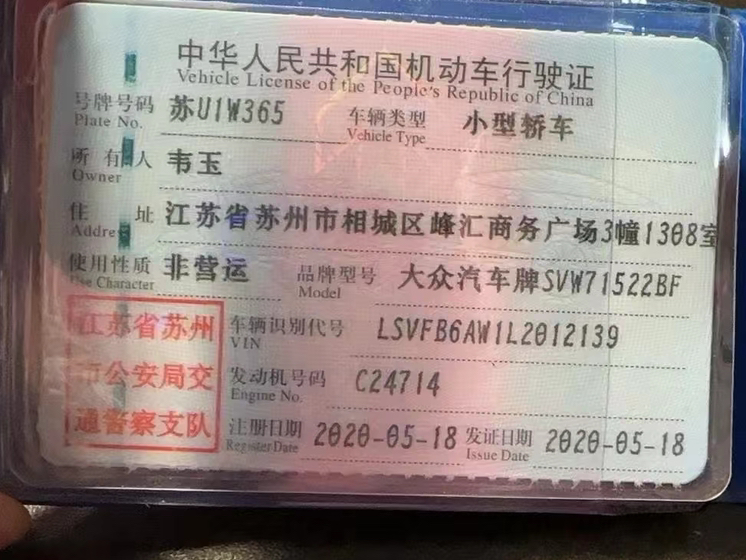 中华人民共和国机动车行驶证
Vehicle License of the People's Republic of China
号牌号码 苏U1W365 车辆类型 小型轿车
Plate No. Vehicle Type
所有人 韦玉
Owner
住址 江苏省苏州市相城区峰汇商务广场3幢1308室
Address
使用性质 非营运 品牌型号 大众汽车牌SVW71522BF
Use Character Model
江苏省苏州 车辆识别代号 LSVFB6AW1L2012139
VIN
市公安局交 发动机号码 C24714
Engine No.
通警察支队 注册日期 2020-05-18 发证日期 2020-05-18
Register Date Issue Date